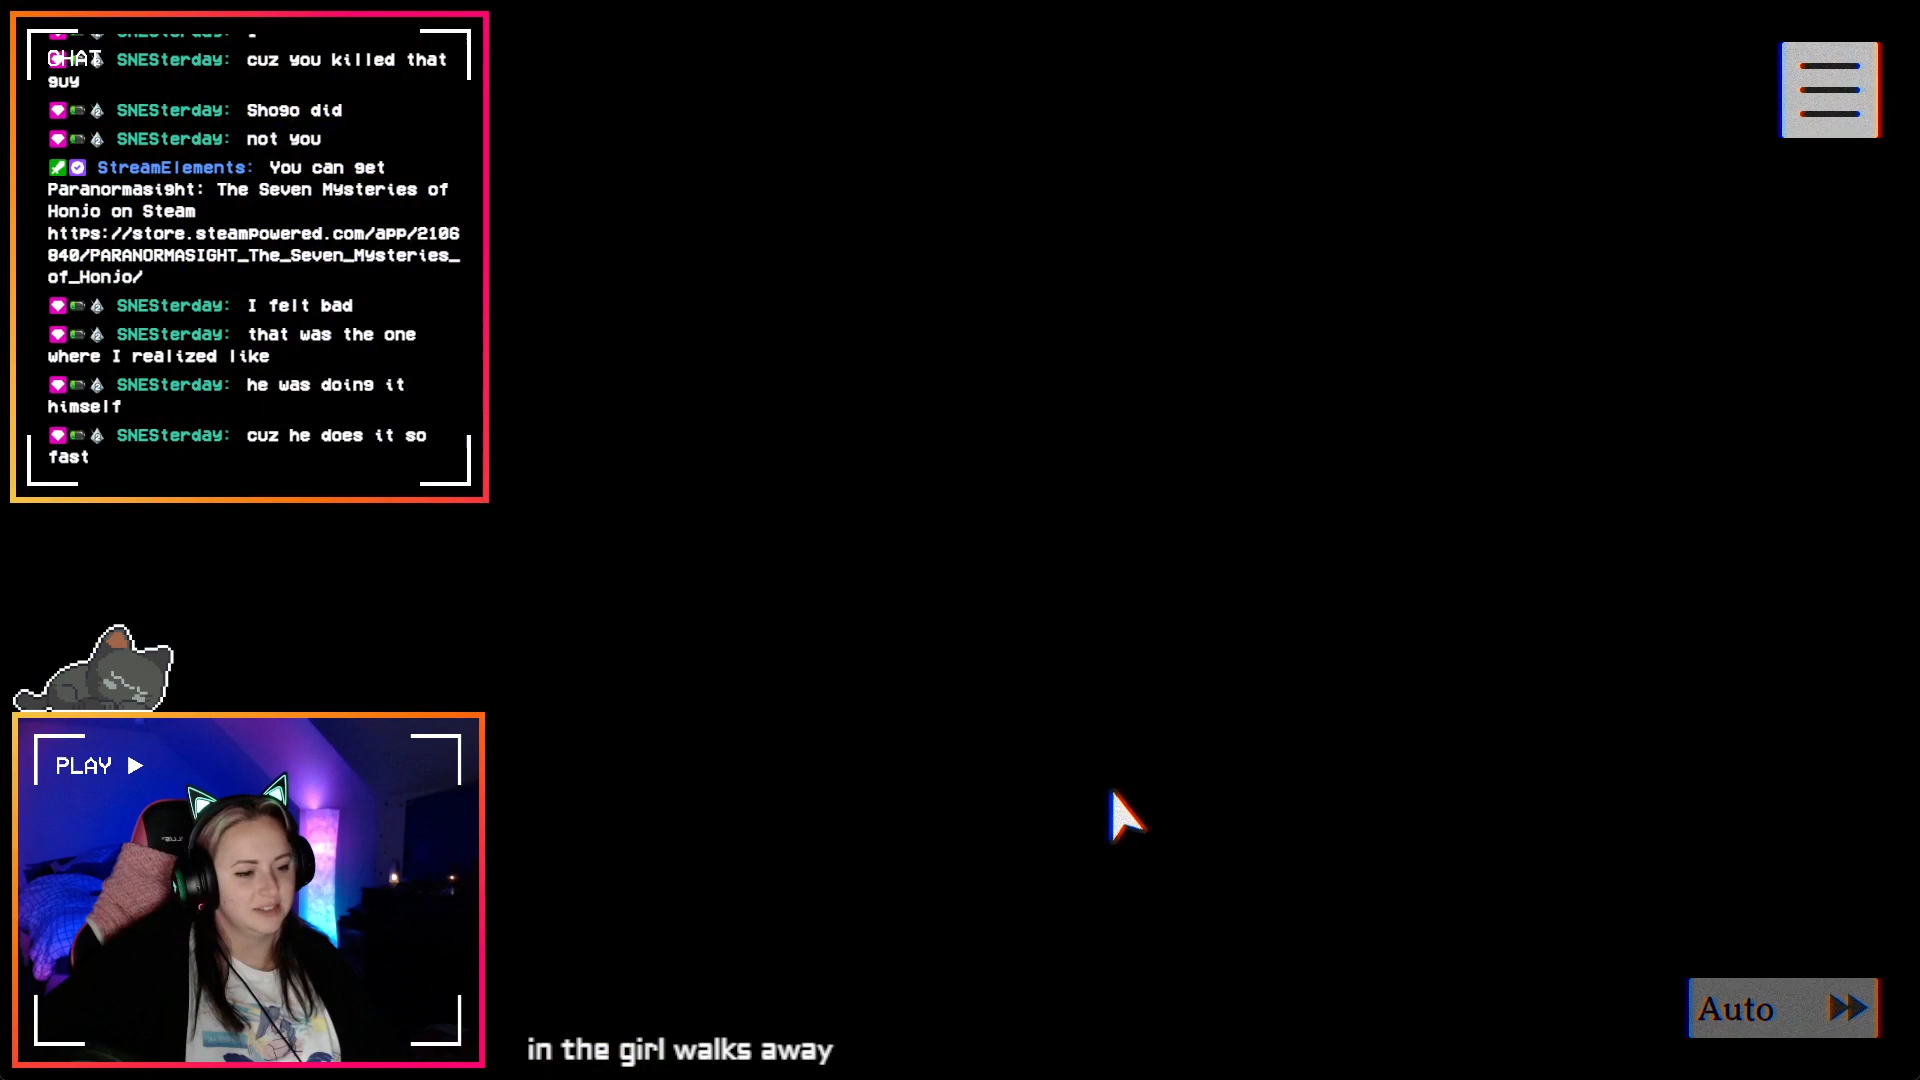 CHAT
SNESterday: cuz you killed that
guy
SNESterday: Shogo did
SNESterday: not you
StreamElements: You can get
Paranormasight: The Seven Mysteries of
Honjo on Steam
https://store.steampowered.com/app/2106
840/PARANORMASIGHT_The_Seven_Mysteries_
of_Honjo/
SNESterday: I felt bad
SNESterday: that was the one
where I realized like
SNESterday: he was doing it
himself
SNESterday: cuz he does it so
fast
PLAY
in the girl walks away
Auto